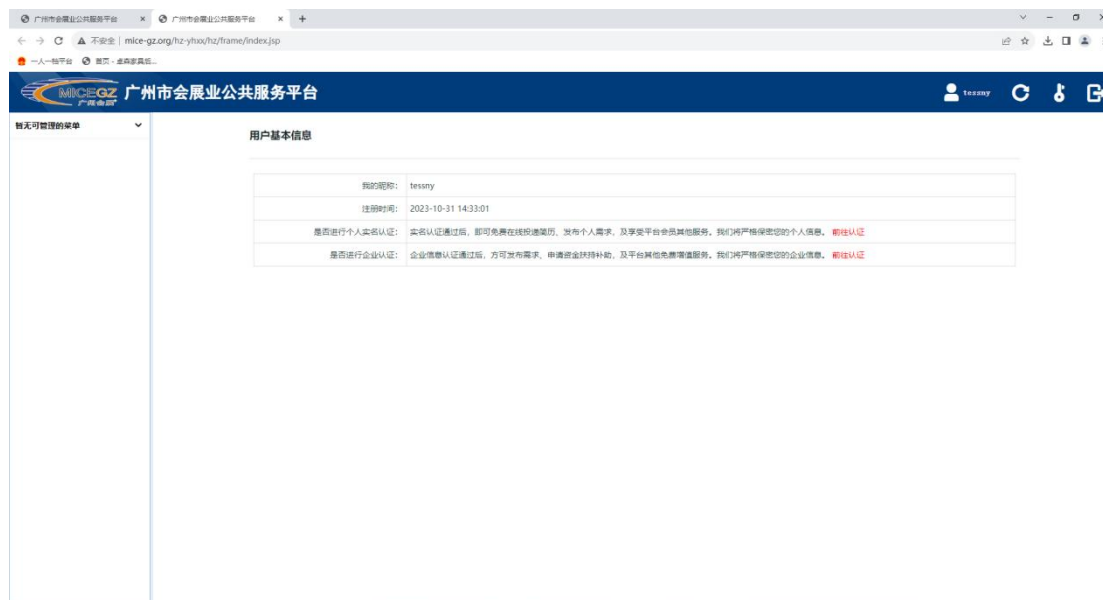 广州市会展业公共服务平台
广州市会展业公共服务平台
不安全 | mice-gz.org/hz-yhxx/hz/frame/index.jsp
一人一档平台 首页 - 卓商家具后...
MICEGZ 广州会展 广州市会展业公共服务平台 tessny
暂无可管理的菜单
用户基本信息
我的昵称: tessny
注册时间: 2023-10-31 14:33:01
是否进行个人实名认证: 实名认证通过后,即可免费在线投递简历、发布个人需求、及享受平台会员其他服务。我们将严格保密您的个人信息。 前往认证
是否进行企业认证: 企业信息认证通过后,方可发布需求、申请资金扶持补助、及平台其他免费增值服务。我们将严格保密您的企业信息。 前往认证